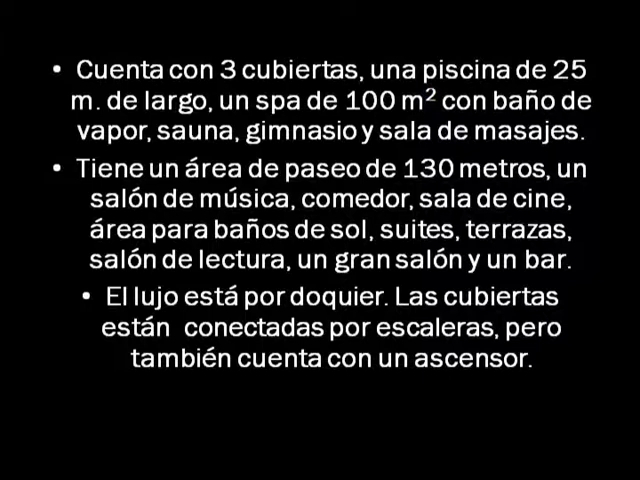 • Cuenta con 3 cubiertas, una piscina de 25
m. de largo, un spa de 100 m² con baño de
vapor, sauna, gimnasio y sala de masajes.
• Tiene un área de paseo de 130 metros, un
salón de música, comedor, sala de cine,
área para baños de sol, suites, terrazas,
salón de lectura, un gran salón y un bar.
• El lujo está por doquier. Las cubiertas
están conectadas por escaleras, pero
también cuenta con un ascensor.